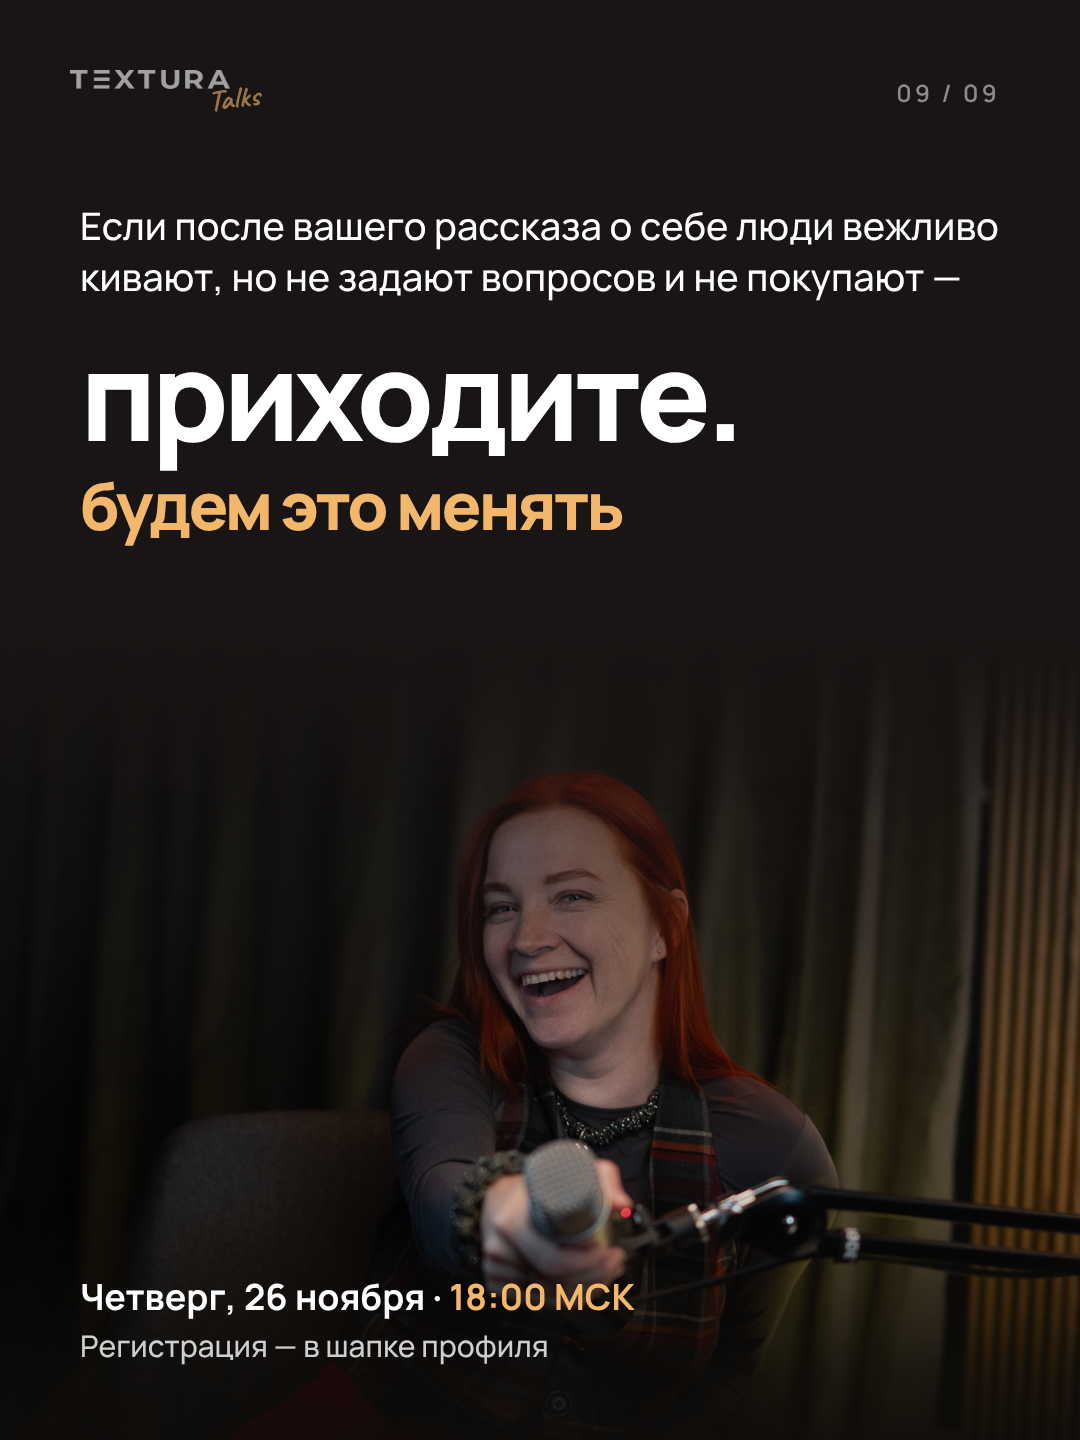 TEXTURA
Talks
09 / 09
Если после вашего рассказа о себе люди вежливо
кивают, но не задают вопросов и не покупают —
приходите.
будем это менять
Четверг, 26 ноября · 18:00 МСК
Регистрация — в шапке профиля